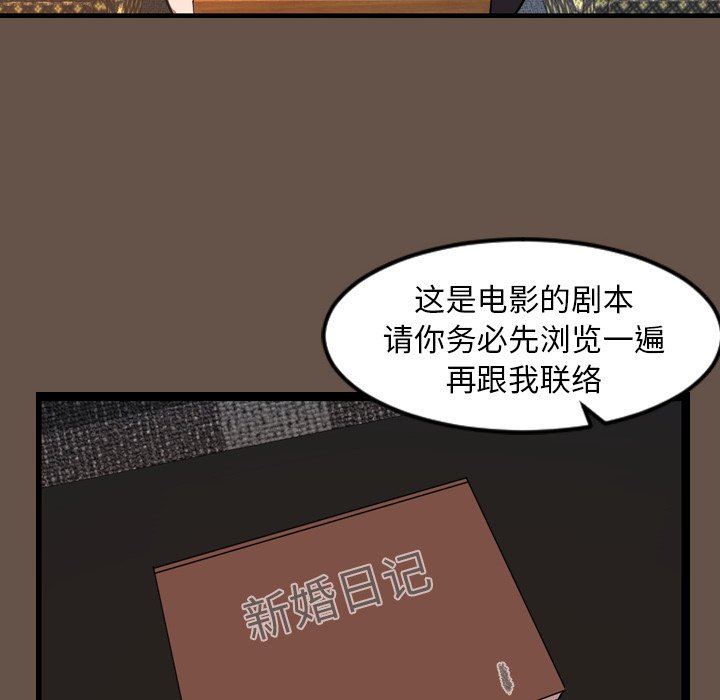 这是电影的剧本
请你务必先浏览一遍
再跟我联络
新婚日记